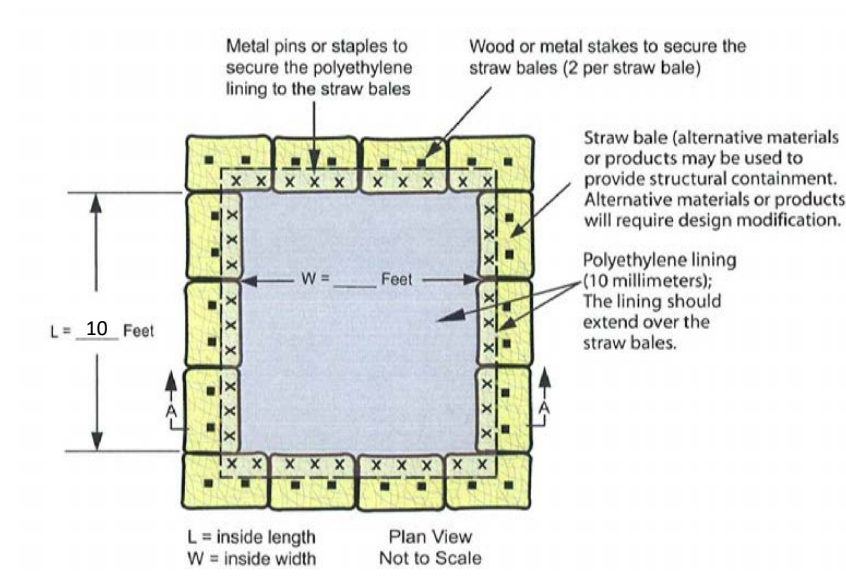 Metal pins or staples to
secure the polyethylene
lining to the straw bales
Wood or metal stakes to secure the
straw bales (2 per straw bale)
Straw bale (alternative materials
or products may be used to
provide structural containment.
Alternative materials or products
will require design modification.
Polyethylene lining
(10 millimeters);
The lining should
extend over the
straw bales.
W = ____ Feet
L = 10 Feet
A
A
L = inside length
W = inside width
Plan View
Not to Scale